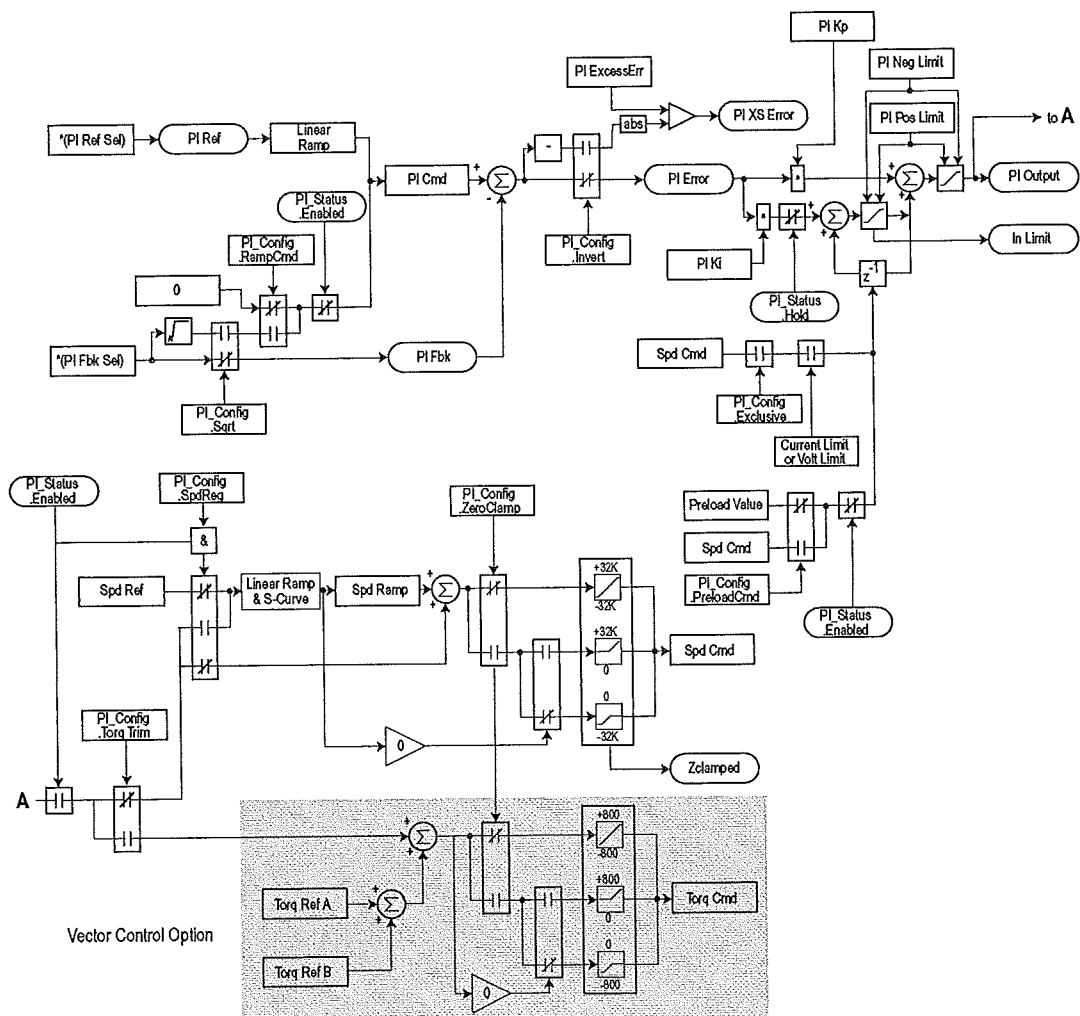 PI Kp
PI ExcessErr
PI Neg Limit
*(PI Ref Sel)
PI Ref
Linear
Ramp
abs
PI XS Error
PI Pos Limit
to A
PI_Status
.Enabled
PI Cmd
+
Σ
-
-
PI Error
*
+
Σ
+
PI Output
PI_Config
.RampCmd
PI_Config
.Invert
*
+
Σ
+
In Limit
0
PI Ki
z-1
PI_Status
.Hold
*(PI Fbk Sel)
PI Fbk
Spd Cmd
PI_Config
.Sqrt
PI_Config
.Exclusive
Current Limit
or Volt Limit
PI_Status
.Enabled
PI_Config
.SpdReg
PI_Config
.ZeroClamp
Preload Value
&
Spd Cmd
Spd Ref
Linear Ramp
& S-Curve
Spd Ramp
+
Σ
+
+32K
-32K
PI_Config
.PreloadCmd
PI_Status
.Enabled
+32K
0
Spd Cmd
PI_Config
.Torq Trim
0
0
-32K
Zclamped
A
+
Σ
+
+800
-800
Torq Ref A
+
Σ
+
+800
0
Torq Cmd
Vector Control Option
Torq Ref B
0
0
-800